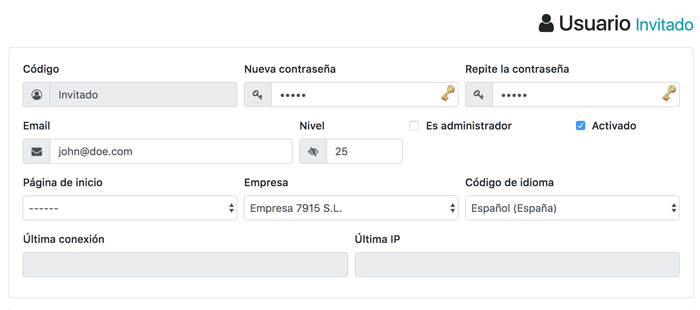 Usuario Invitado
Código Nueva contraseña Repite la contraseña
Invitado ••••• •••••
Email Nivel Es administrador Activado
john@doe.com 25
Página de inicio Empresa Código de idioma
------ Empresa 7915 S.L. Español (España)
Última conexión Última IP